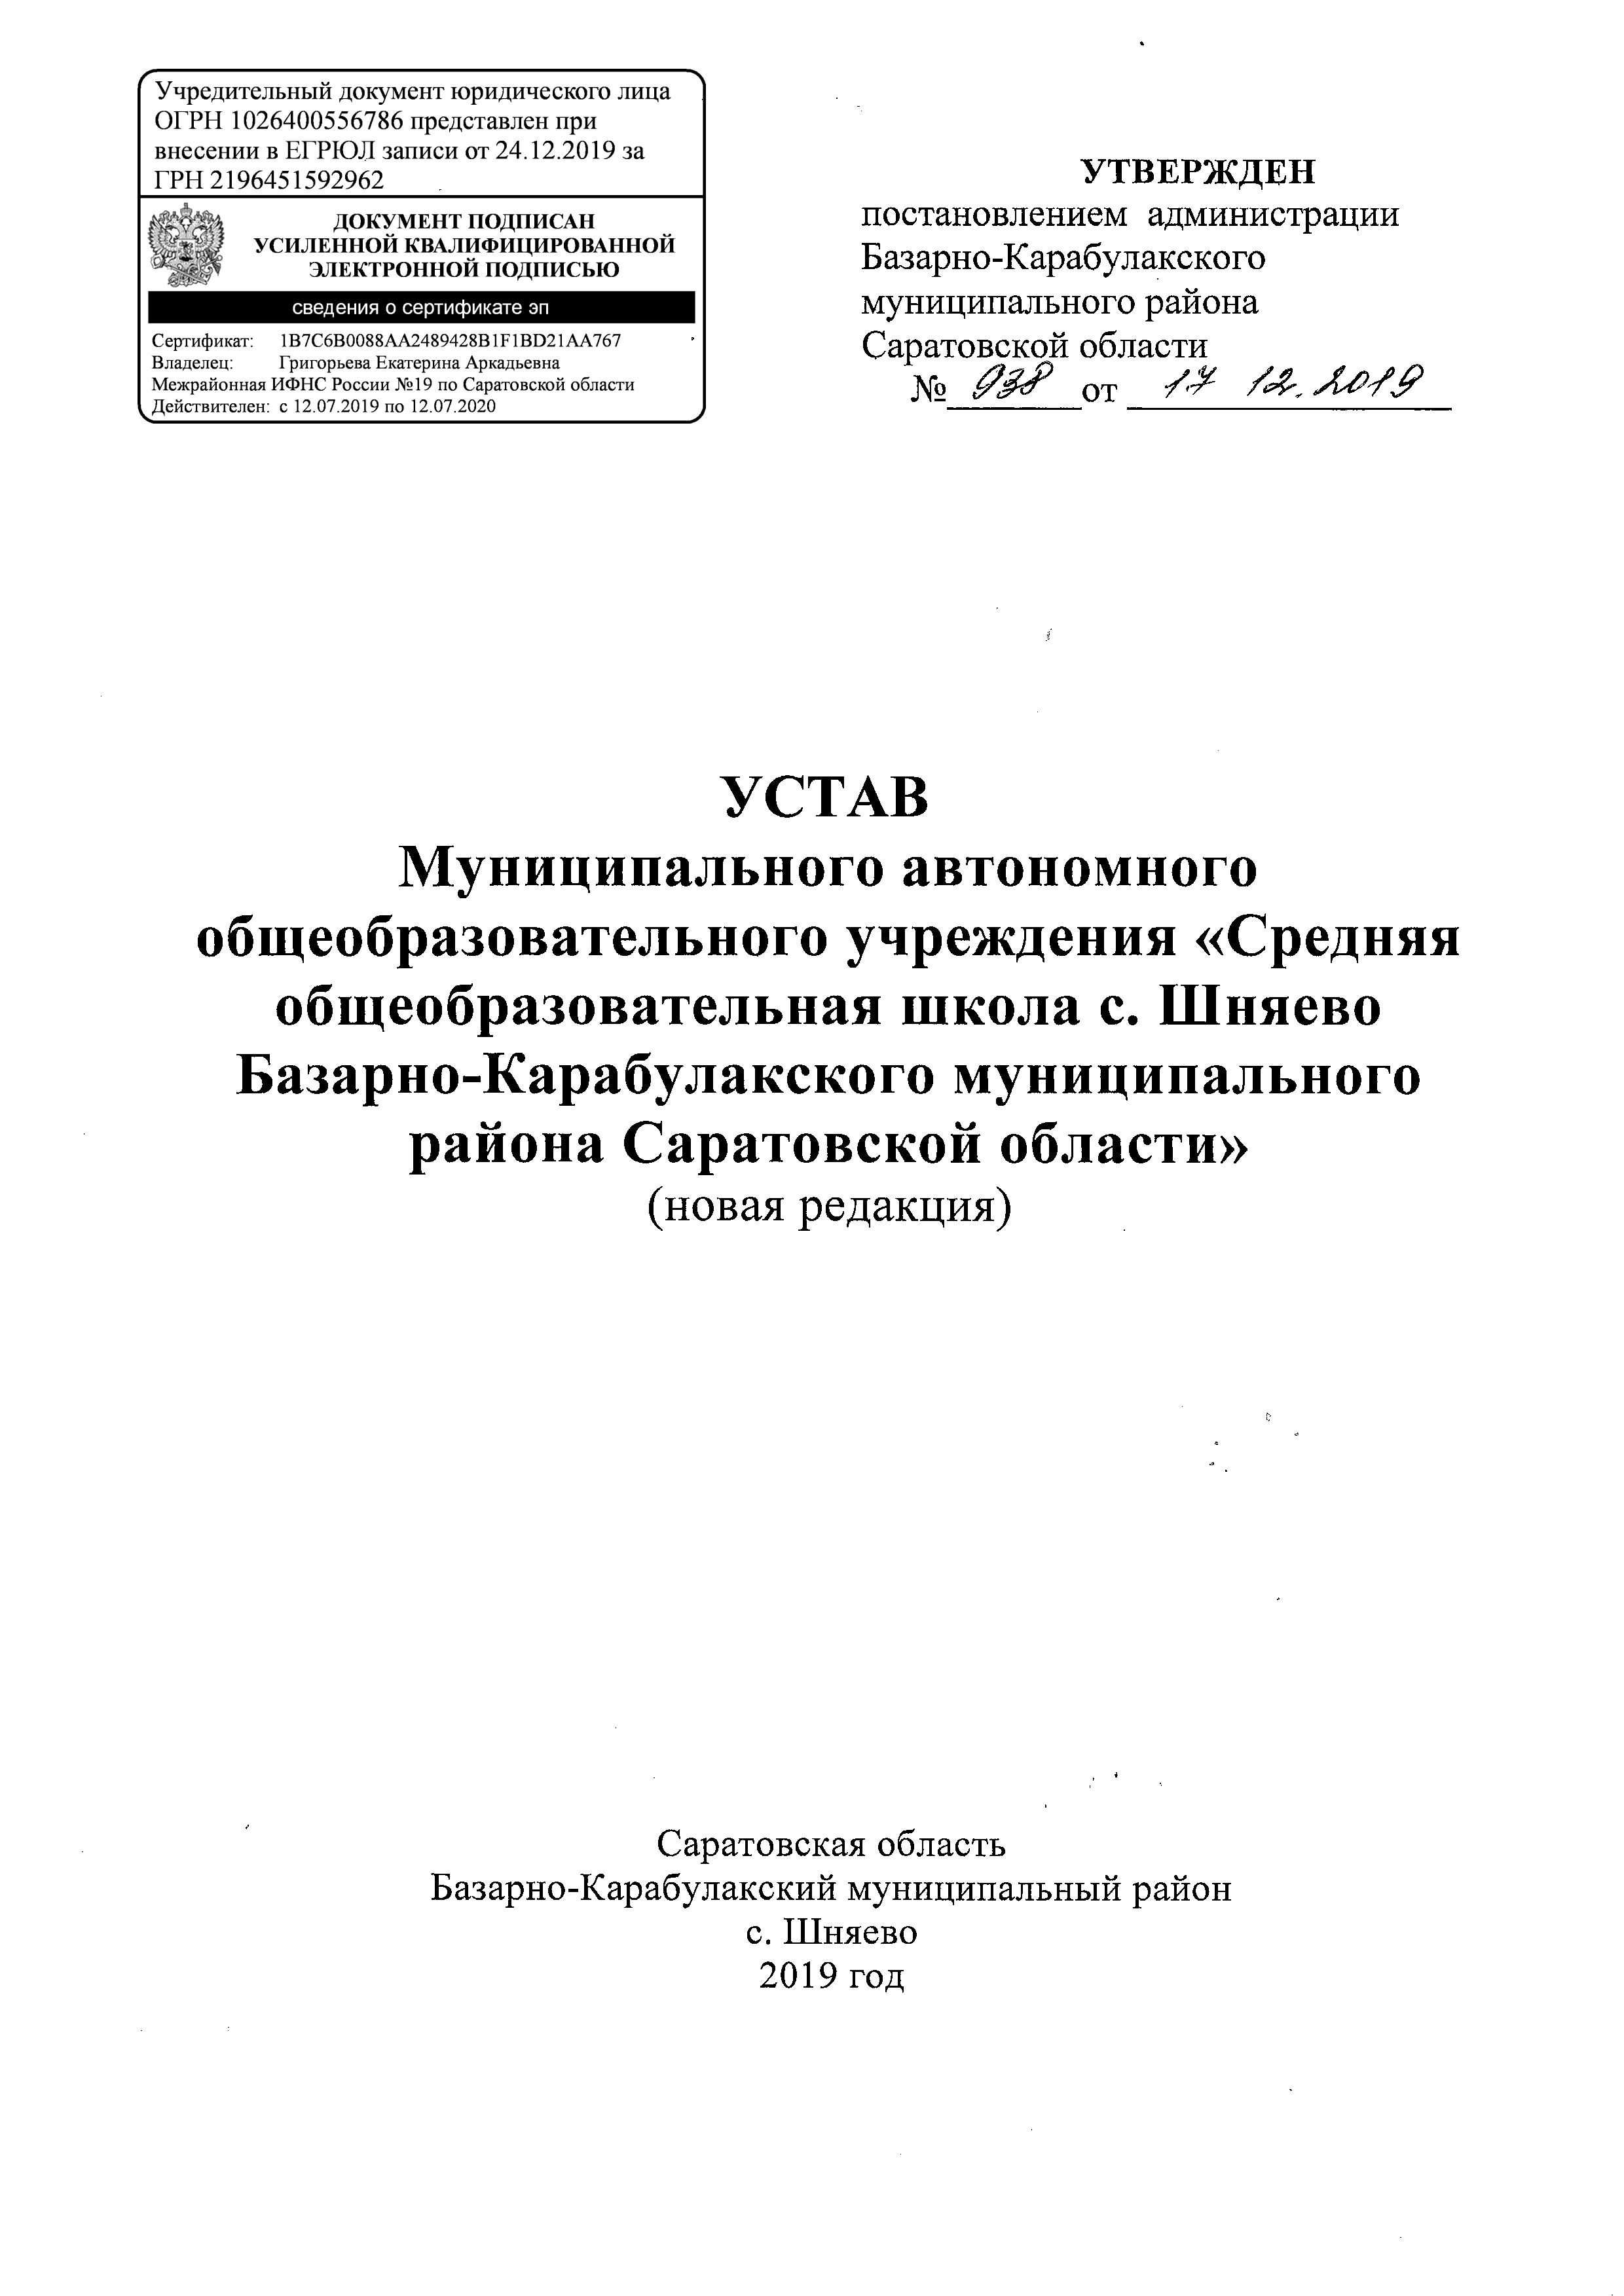 Учредительный документ юридического лица
ОГРН 1026400556786 представлен при
внесении в ЕГРЮЛ записи от 24.12.2019 за
ГРН 2196451592962
ДОКУМЕНТ ПОДПИСАН
УСИЛЕННОЙ КВАЛИФИЦИРОВАННОЙ
ЭЛЕКТРОННОЙ ПОДПИСЬЮ
сведения о сертификате эп
Сертификат: 1B7C6B0088AA2489428B1F1BD21AA767
Владелец: Григорьева Екатерина Аркадьевна
Межрайонная ИФНС России №19 по Саратовской области
Действителен: с 12.07.2019 по 12.07.2020
УТВЕРЖДЕН
постановлением администрации
Базарно-Карабулакского
муниципального района
Саратовской области
№ 938 от 17 12.2019
УСТАВ
Муниципального автономного
общеобразовательного учреждения «Средняя
общеобразовательная школа с. Шняево
Базарно-Карабулакского муниципального
района Саратовской области»
(новая редакция)
Саратовская область
Базарно-Карабулакский муниципальный район
с. Шняево
2019 год